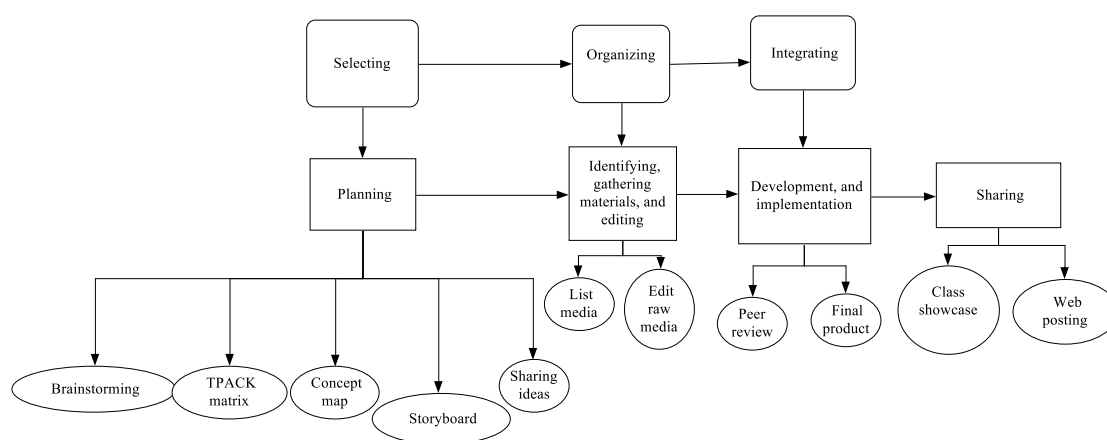 Selecting
Organizing
Integrating
Planning
Identifying,
gathering
materials, and
editing
Development, and
implementation
Sharing
List
media
Edit
raw
media
Peer
review
Final
product
Class
showcase
Web
posting
Brainstorming
TPACK
matrix
Concept
map
Storyboard
Sharing
ideas